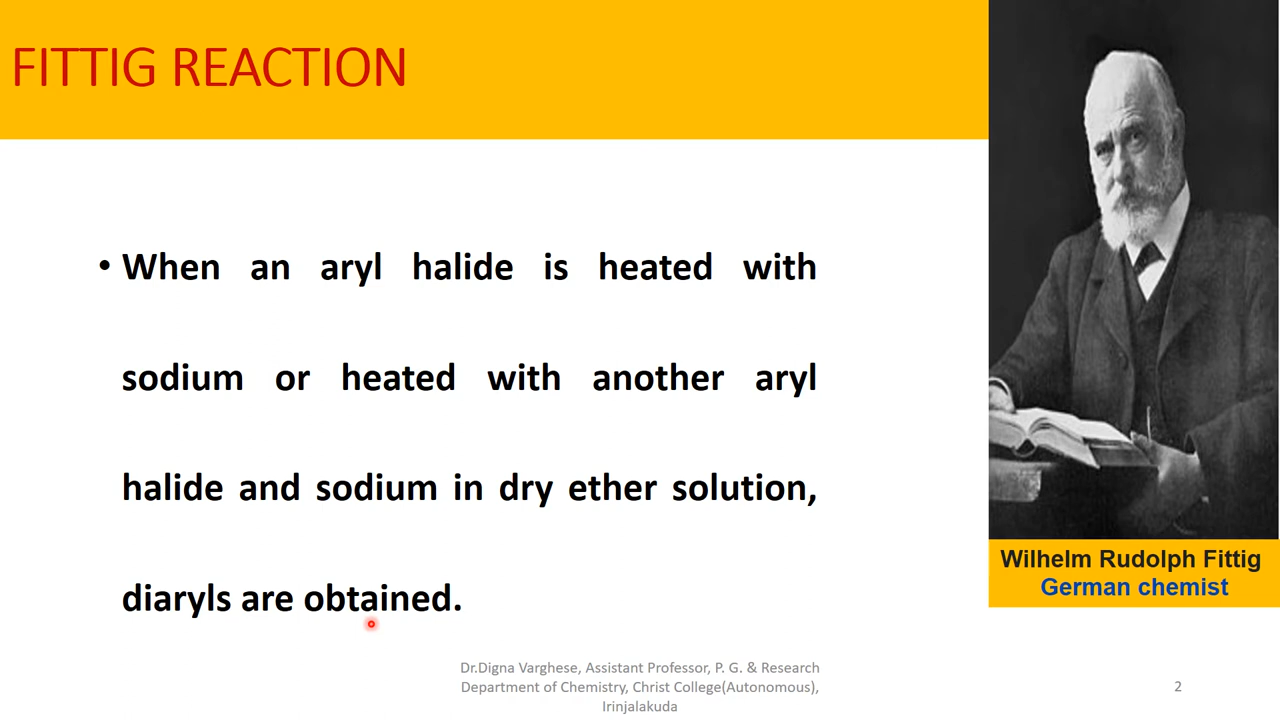 FITTIG REACTION
• When an aryl halide is heated with
sodium or heated with another aryl
halide and sodium in dry ether solution,
diaryls are obtained.
Wilhelm Rudolph Fittig
German chemist
Dr.Digna Varghese, Assistant Professor, P. G. & Research
Department of Chemistry, Christ College(Autonomous),
Irinjalakuda
2